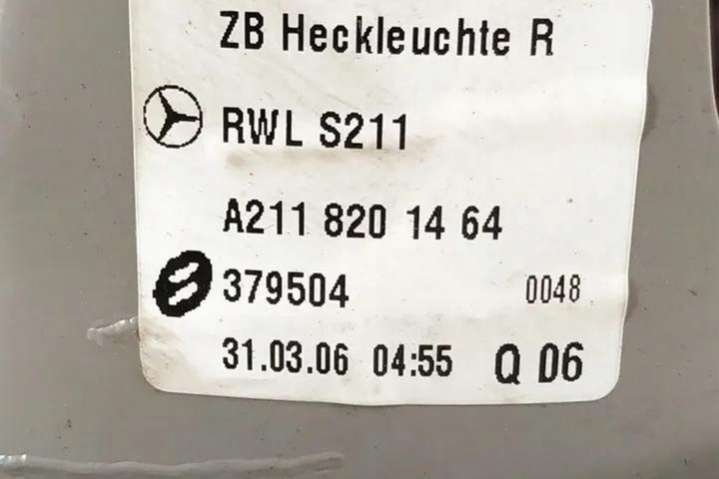 ZB Heckleuchte R
RWL S211
A211 820 14 64
379504 0048
31.03.06 04:55 Q 06